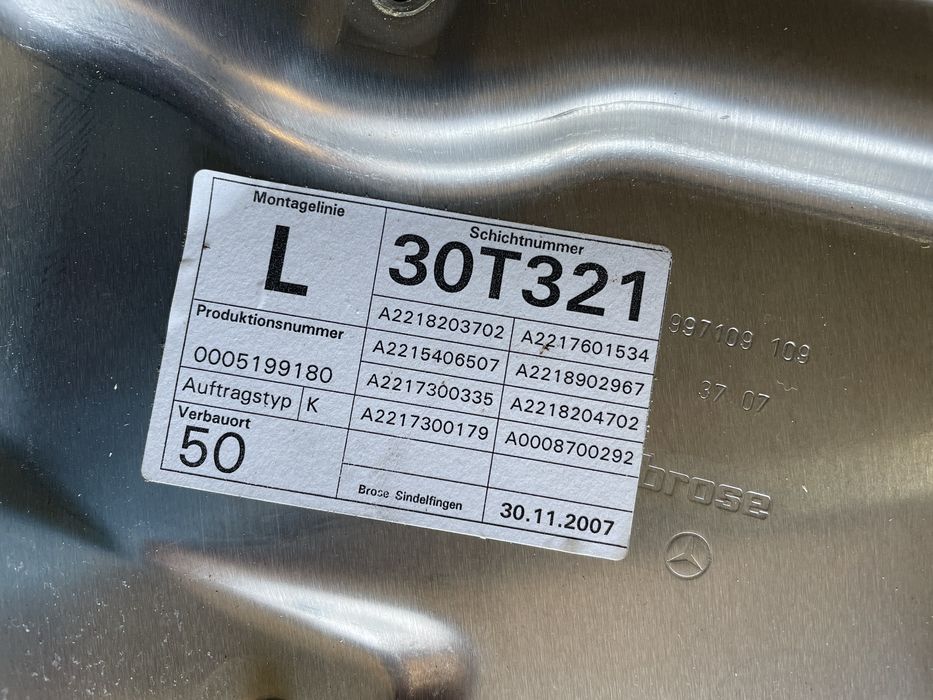 Montagelinie
L
Schichtnummer
30T321
Produktionsnummer
0005199180
Auftragstyp K
Verbauort
50
A2218203702 A2217601534
A2215406507 A2218902967
A2217300335 A2218204702
A2217300179 A0008700292
Brose Sindelfingen
30.11.2007
997109 109
37 07
brose